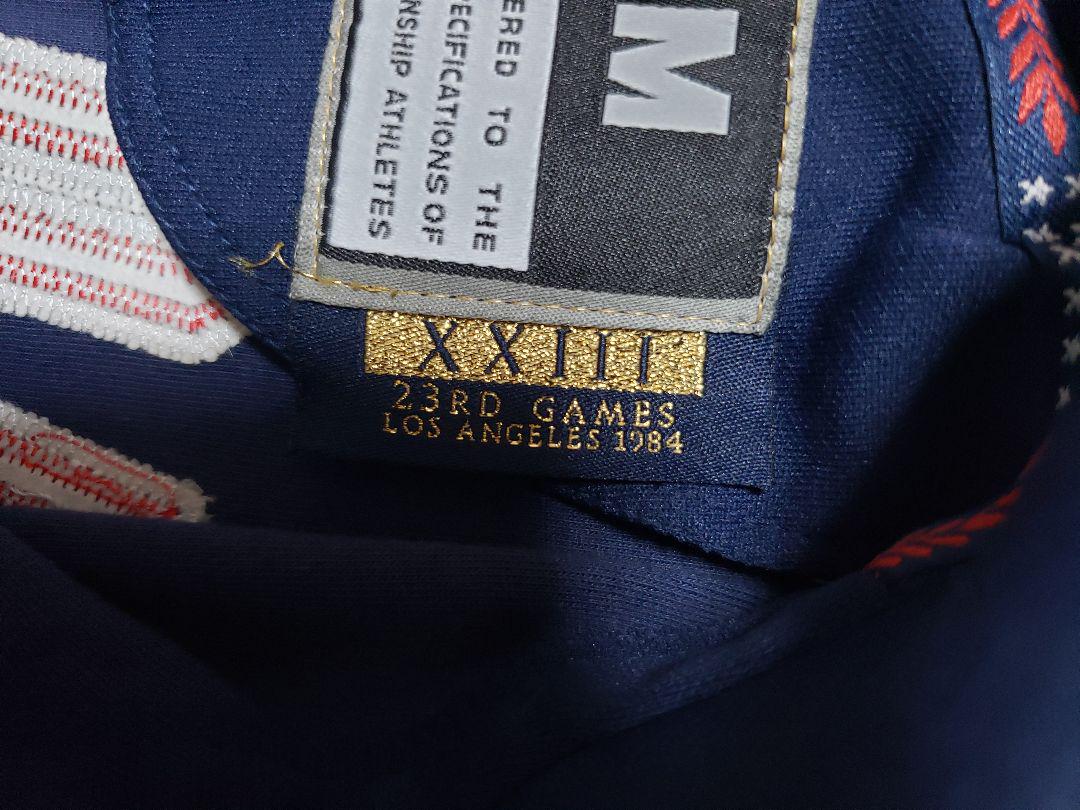 M
ERED TO THE
ECIFICATIONS OF
NSHIP ATHLETES
XXIII
23RD GAMES
LOS ANGELES 1984